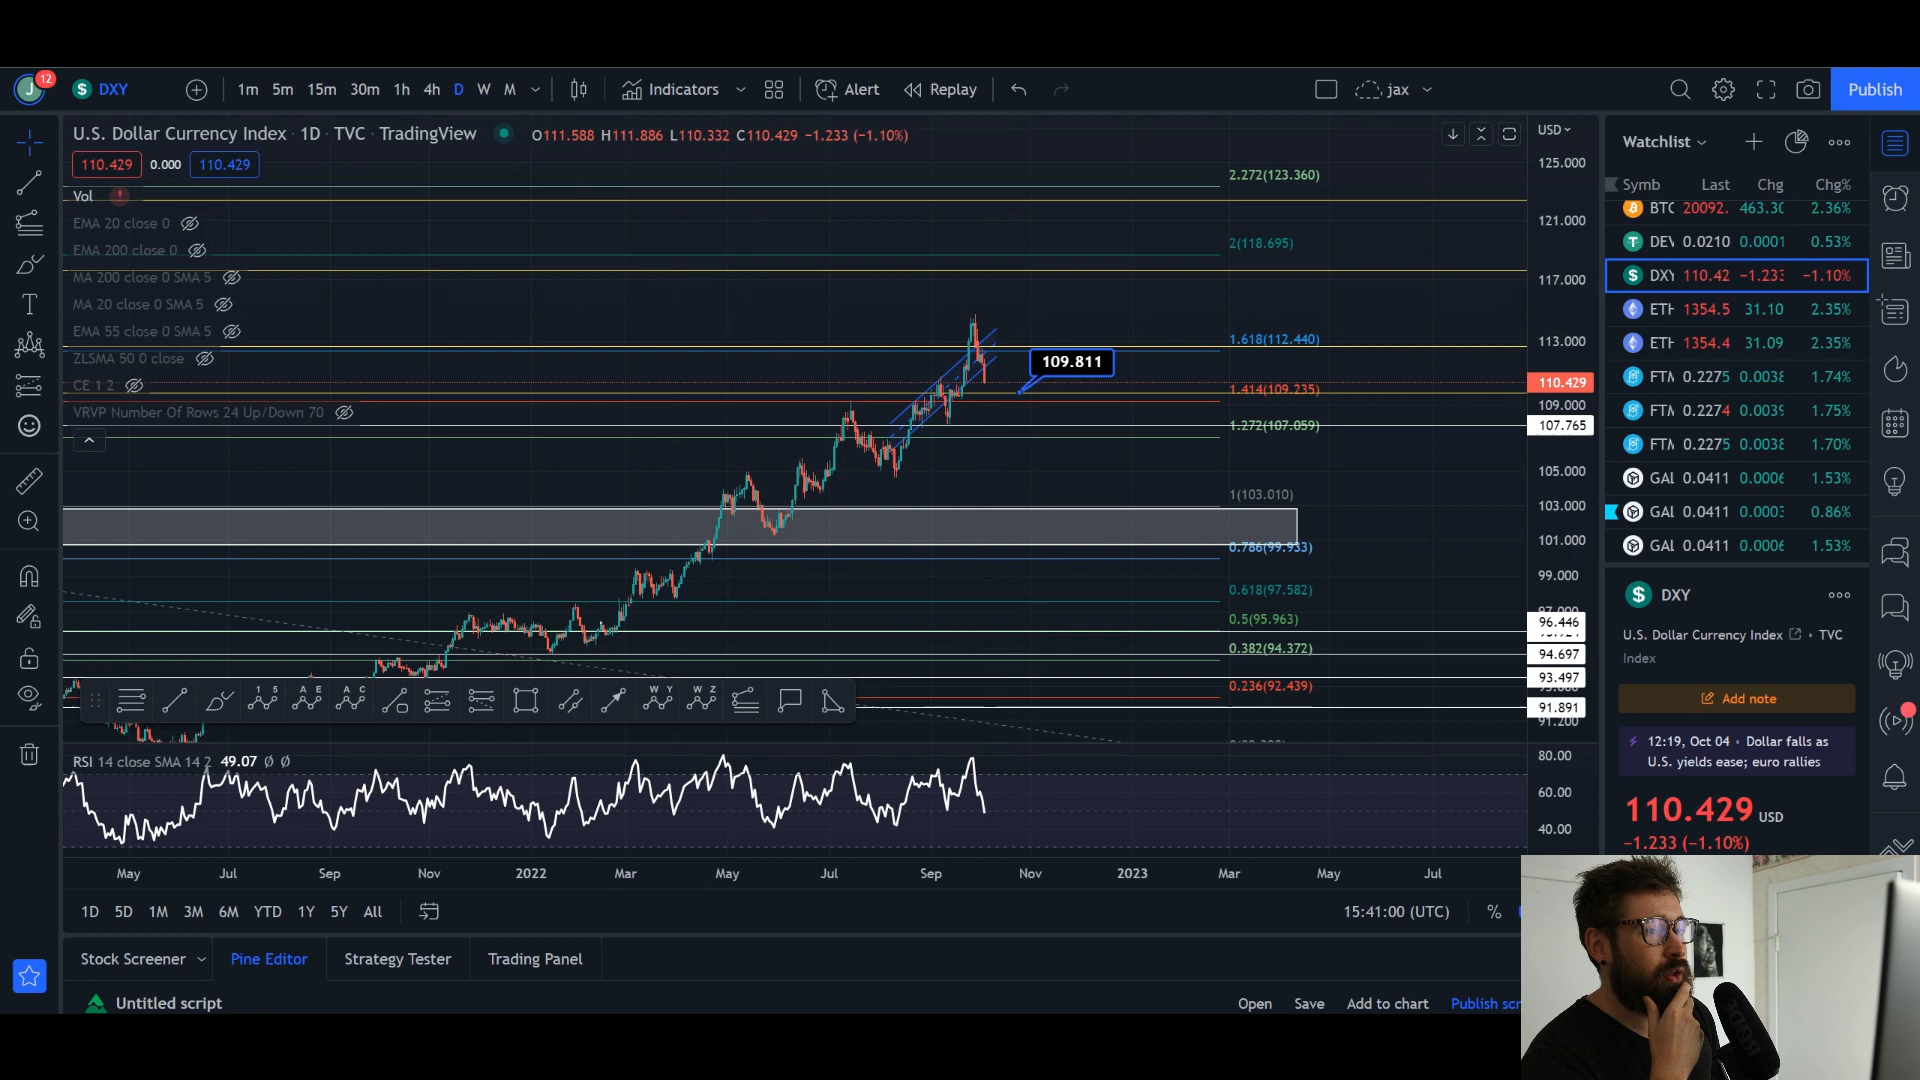 J 12 DXY 1m 5m 15m 30m 1h 4h D W M Indicators Alert Replay jax Publish
U.S. Dollar Currency Index · 1D · TVC · TradingView O111.588 H111.886 L110.332 C110.429 −1.233 (−1.10%)
110.429 0.000 110.429
Vol
EMA 20 close 0
EMA 200 close 0
MA 200 close 0 SMA 5
MA 20 close 0 SMA 5
EMA 55 close 0 SMA 5
ZLSMA 50 0 close
CE 1 2
VRVP Number Of Rows 24 Up/Down 70
2.272(123.360)
2(118.695)
1.618(112.440)
109.811
1.414(109.235)
1.272(107.059)
1(103.010)
0.786(99.933)
0.618(97.582)
0.5(95.963)
0.382(94.372)
0.236(92.439)
USD
125.000
121.000
117.000
113.000
110.429
109.000
107.765
105.000
103.000
101.000
99.000
97.000
96.446
94.697
93.497
91.891
91.200
1 5 A E A C W Y W Z
RSI 14 close SMA 14 2 49.07
80.00
60.00
40.00
May Jul Sep Nov 2022 Mar May Jul Sep Nov 2023 Mar May Jul
1D 5D 1M 3M 6M YTD 1Y 5Y All 15:41:00 (UTC) %
Stock Screener Pine Editor Strategy Tester Trading Panel
Untitled script Open Save Add to chart Publish scr
Watchlist
Symb Last Chg Chg%
BTC 20092. 463.30 2.36%
DEV 0.0210 0.0001 0.53%
DXY 110.42 −1.233 −1.10%
ETH 1354.5 31.10 2.35%
ETH 1354.4 31.09 2.35%
FTM 0.2275 0.0038 1.74%
FTM 0.2274 0.0039 1.75%
FTM 0.2275 0.0038 1.70%
GAL 0.0411 0.0006 1.53%
GAL 0.0411 0.0003 0.86%
GAL 0.0411 0.0006 1.53%
DXY
U.S. Dollar Currency Index • TVC
Index
Add note
12:19, Oct 04 • Dollar falls as
U.S. yields ease; euro rallies
110.429 USD
−1.233 (−1.10%)
RODE